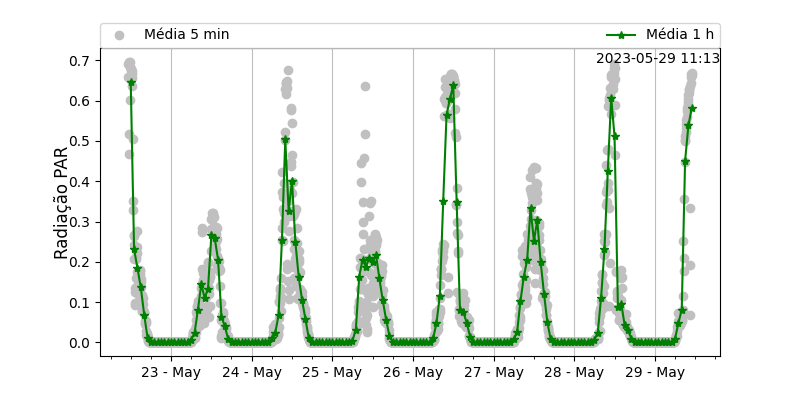 Média 5 min
Média 1 h
2023-05-29 11:13
Radiação PAR
0.7
0.6
0.5
0.4
0.3
0.2
0.1
0.0
23 - May
24 - May
25 - May
26 - May
27 - May
28 - May
29 - May